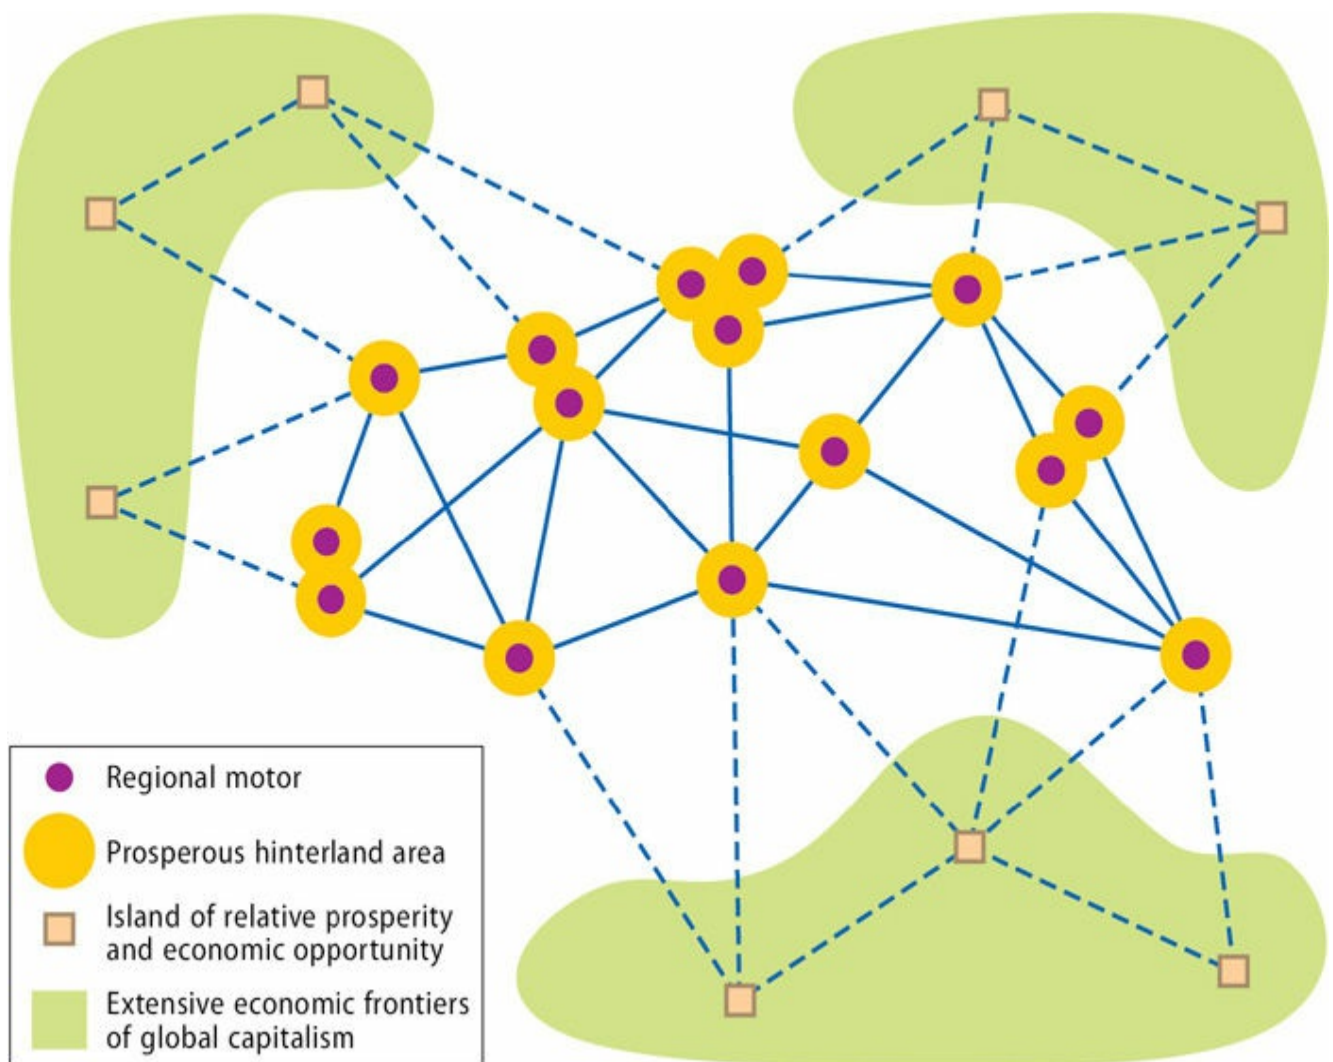 Regional motor
Prosperous hinterland area
Island of relative prosperity
and economic opportunity
Extensive economic frontiers
of global capitalism